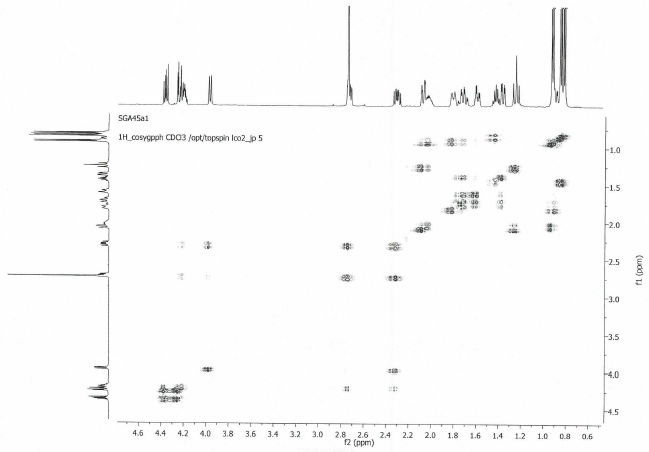 SGA45a1
1H_cosygpph CDCl3 /opt/topspin lco2_jp 5
1.0
1.5
2.0
2.5
3.0
3.5
4.0
4.5
f1 (ppm)
4.6 4.4 4.2 4.0 3.8 3.6 3.4 3.2 3.0 2.8 2.6 2.4 2.2 2.0 1.8 1.6 1.4 1.2 1.0 0.8 0.6
f2 (ppm)